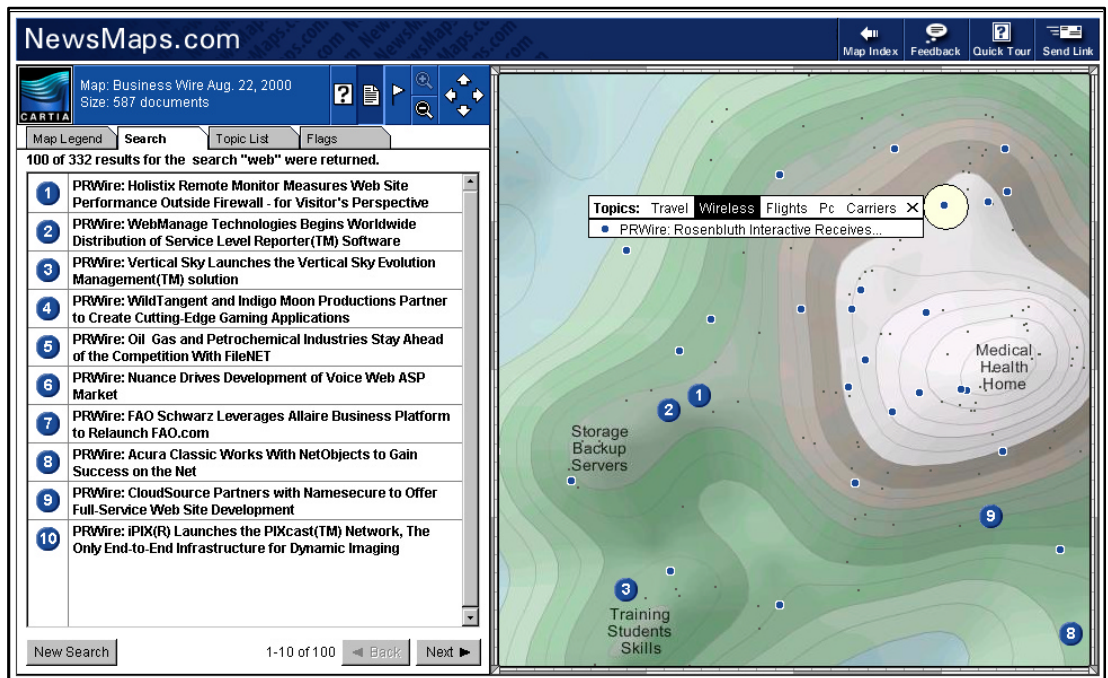 NewsMaps.com
Map Index
Feedback
Quick Tour
Send Link
CARTIA
Map: Business Wire Aug. 22, 2000
Size: 587 documents
Map Legend
Search
Topic List
Flags
100 of 332 results for the search "web" were returned.
1
PRWire: Holistix Remote Monitor Measures Web Site
Performance Outside Firewall - for Visitor's Perspective
2
PRWire: WebManage Technologies Begins Worldwide
Distribution of Service Level Reporter(TM) Software
3
PRWire: Vertical Sky Launches the Vertical Sky Evolution
Management(TM) solution
4
PRWire: WildTangent and Indigo Moon Productions Partner
to Create Cutting-Edge Gaming Applications
5
PRWire: Oil Gas and Petrochemical Industries Stay Ahead
of the Competition With FileNET
6
PRWire: Nuance Drives Development of Voice Web ASP
Market
7
PRWire: FAO Schwarz Leverages Allaire Business Platform
to Relaunch FAO.com
8
PRWire: Acura Classic Works With NetObjects to Gain
Success on the Net
9
PRWire: CloudSource Partners with Namesecure to Offer
Full-Service Web Site Development
10
PRWire: iPIX(R) Launches the PIXcast(TM) Network, The
Only End-to-End Infrastructure for Dynamic Imaging
New Search
1-10 of 100
Back
Next
Topics: Travel Wireless Flights Pc Carriers X
PRWire: Rosenbluth Interactive Receives...
Medical
Health
Home
1
2
Storage
Backup
Servers
9
3
Training
Students
Skills
8